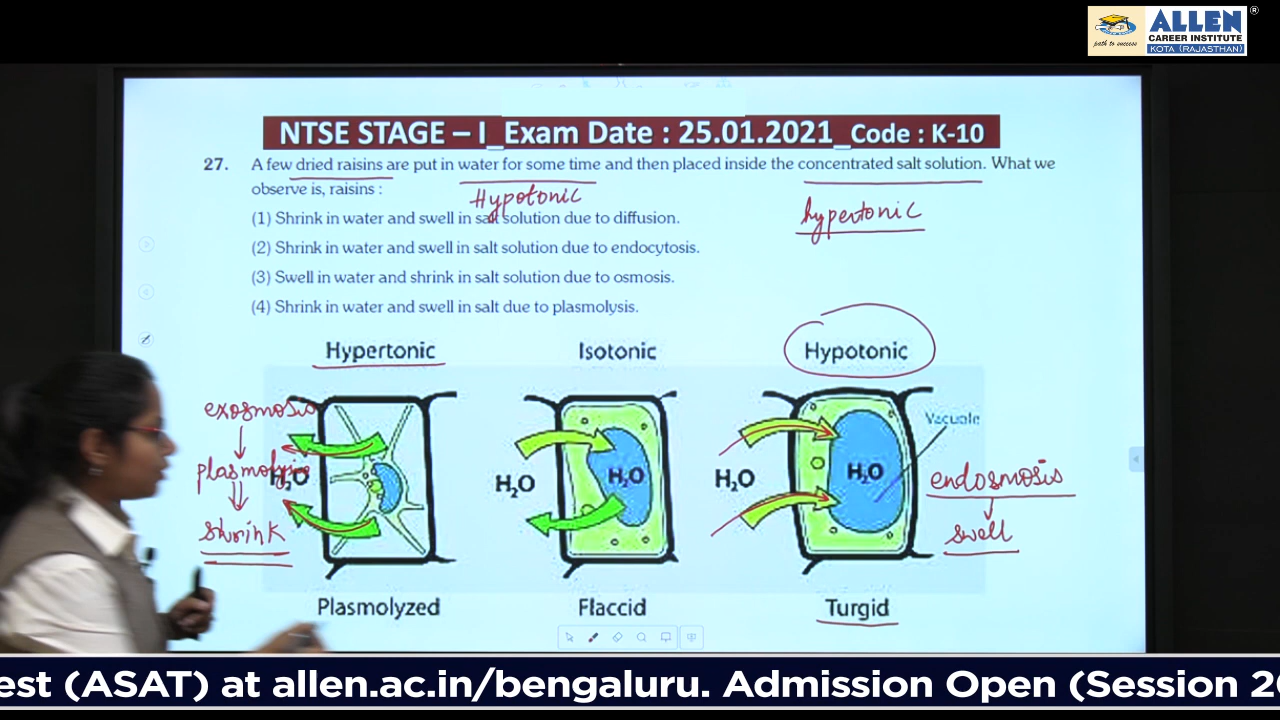 ALLEN
®
path to success
CAREER INSTITUTE
KOTA (RAJASTHAN)
NTSE STAGE – I_Exam Date : 25.01.2021_Code : K-10
27. A few dried raisins are put in water for some time and then placed inside the concentrated salt solution. What we
observe is, raisins :
Hypotonic
hypertonic
(1) Shrink in water and swell in salt solution due to diffusion.
(2) Shrink in water and swell in salt solution due to endocytosis.
(3) Swell in water and shrink in salt solution due to osmosis.
(4) Shrink in water and swell in salt due to plasmolysis.
Hypertonic Isotonic Hypotonic
exosmosis
plasmolysis
shrink
H₂O
H₂O
H₂O
H₂O
H₂O
Vacuole
endosmosis
swell
Plasmolyzed Flaccid Turgid
est (ASAT) at allen.ac.in/bengaluru. Admission Open (Session 20